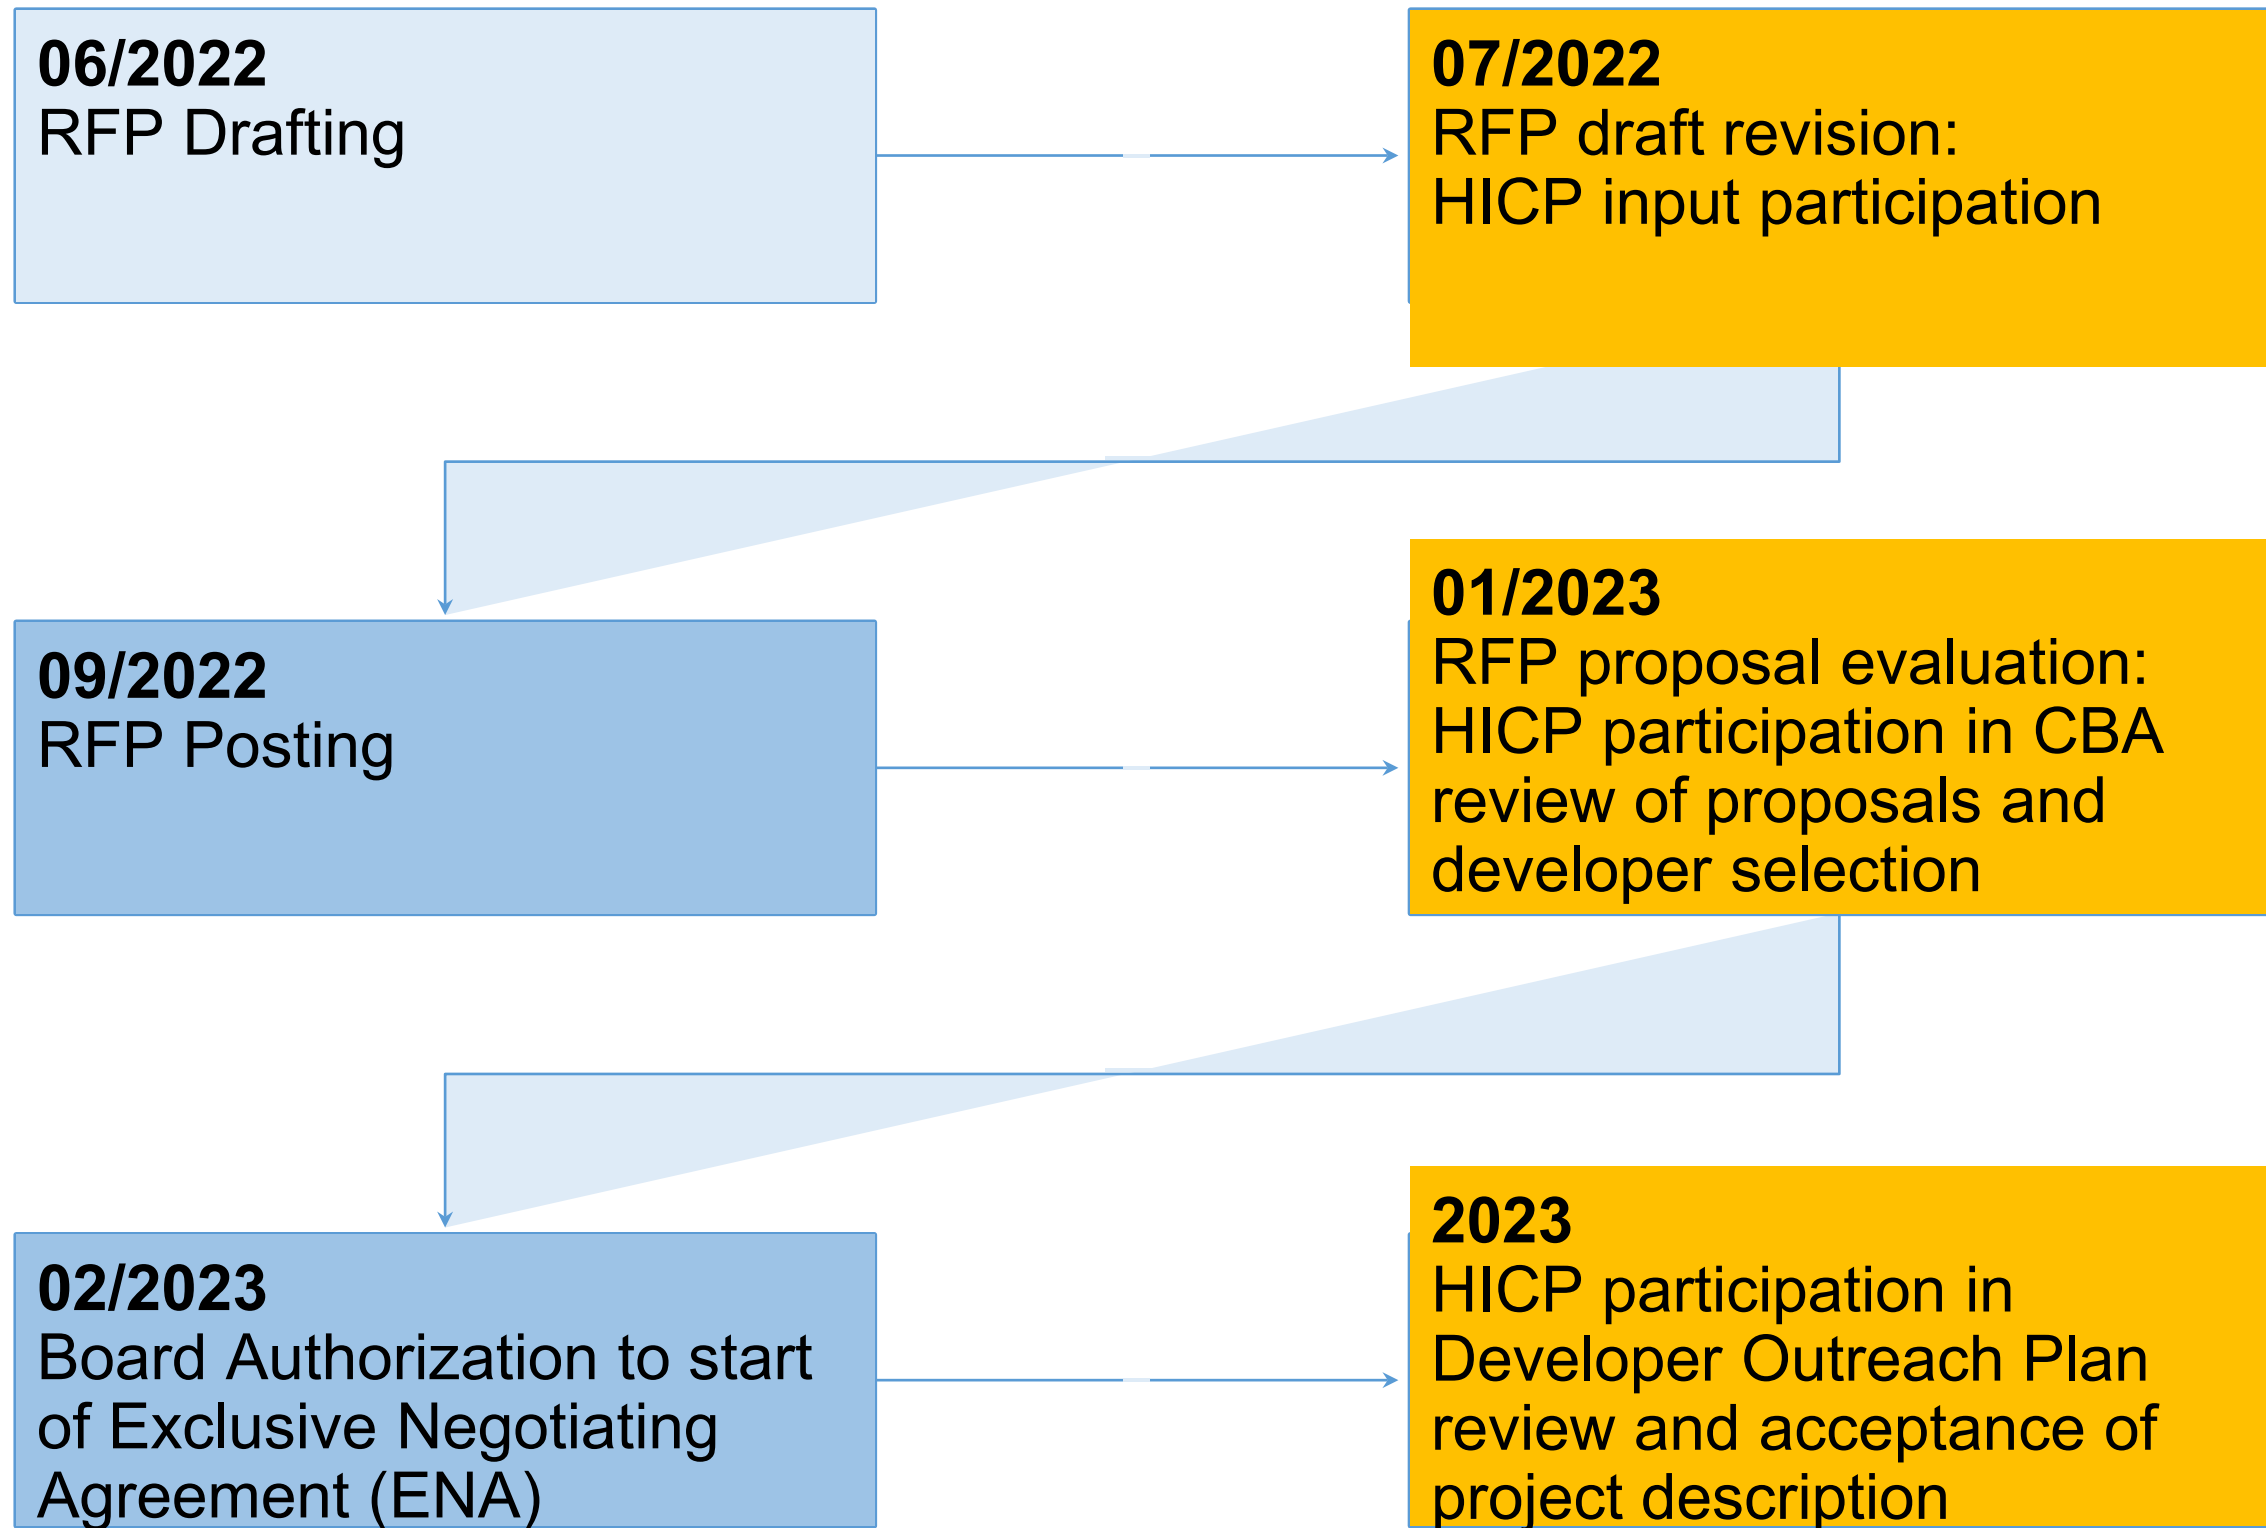 06/2022
RFP Drafting
07/2022
RFP draft revision:
HICP input participation
09/2022
RFP Posting
01/2023
RFP proposal evaluation:
HICP participation in CBA
review of proposals and
developer selection
02/2023
Board Authorization to start
of Exclusive Negotiating
Agreement (ENA)
2023
HICP participation in
Developer Outreach Plan
review and acceptance of
project description